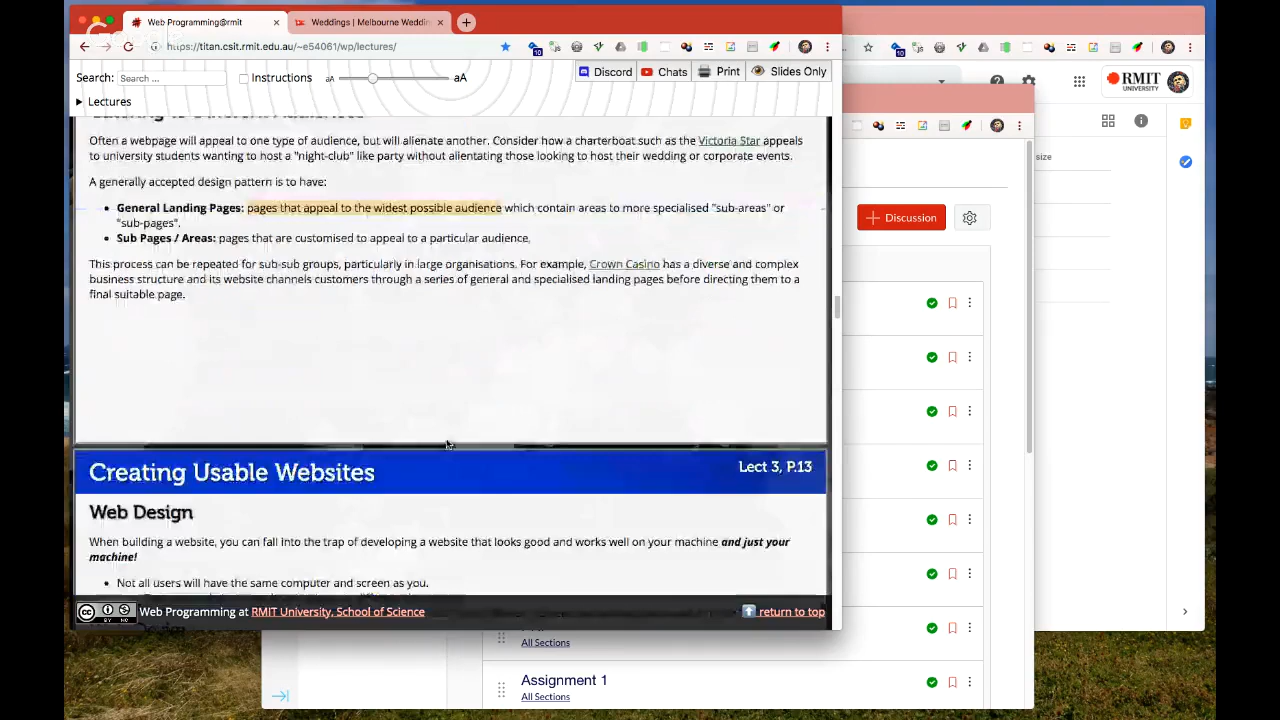 Web Programming@rmit
Weddings | Melbourne Weddin
Google
https://titan.csit.rmit.edu.au/~e54061/wp/lectures/
10
10
Search: Search ...
Instructions
aA
aA
Discord
Chats
Print
Slides Only
RMIT
UNIVERSITY
Lectures
size
Often a webpage will appeal to one type of audience, but will alienate another. Consider how a charterboat such as the Victoria Star appeals
to university students wanting to host a "night-club" like party without alientating those looking to host their wedding or corporate events.
A generally accepted design pattern is to have:
• General Landing Pages: pages that appeal to the widest possible audience which contain areas to more specialised "sub-areas" or
"sub-pages".
• Sub Pages / Areas: pages that are customised to appeal to a particular audience,
Discussion
This process can be repeated for sub-sub groups, particularly in large organisations. For example, Crown Casino has a diverse and complex
business structure and its website channels customers through a series of general and specialised landing pages before directing them to a
final suitable page.
Creating Usable Websites
Lect 3, P.13
Web Design
When building a website, you can fall into the trap of developing a website that looks good and works well on your machine and just your
machine!
• Not all users will have the same computer and screen as you.
Web Programming at RMIT University, School of Science
return to top
All Sections
Assignment 1
All Sections